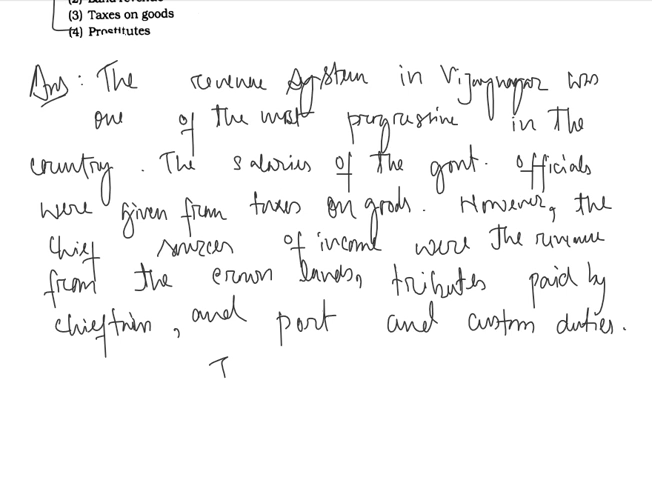 (3) Taxes on goods
(4) Prostitutes
Ans : The revenue system in Vijaynagar was
one of the most progressive in the
country. The salaries of the govt. officials
were given from taxes on goods. However, the
chief sources of income were the revenue
from the crown lands, tributes paid by
chieftain, and port and custom duties.
T